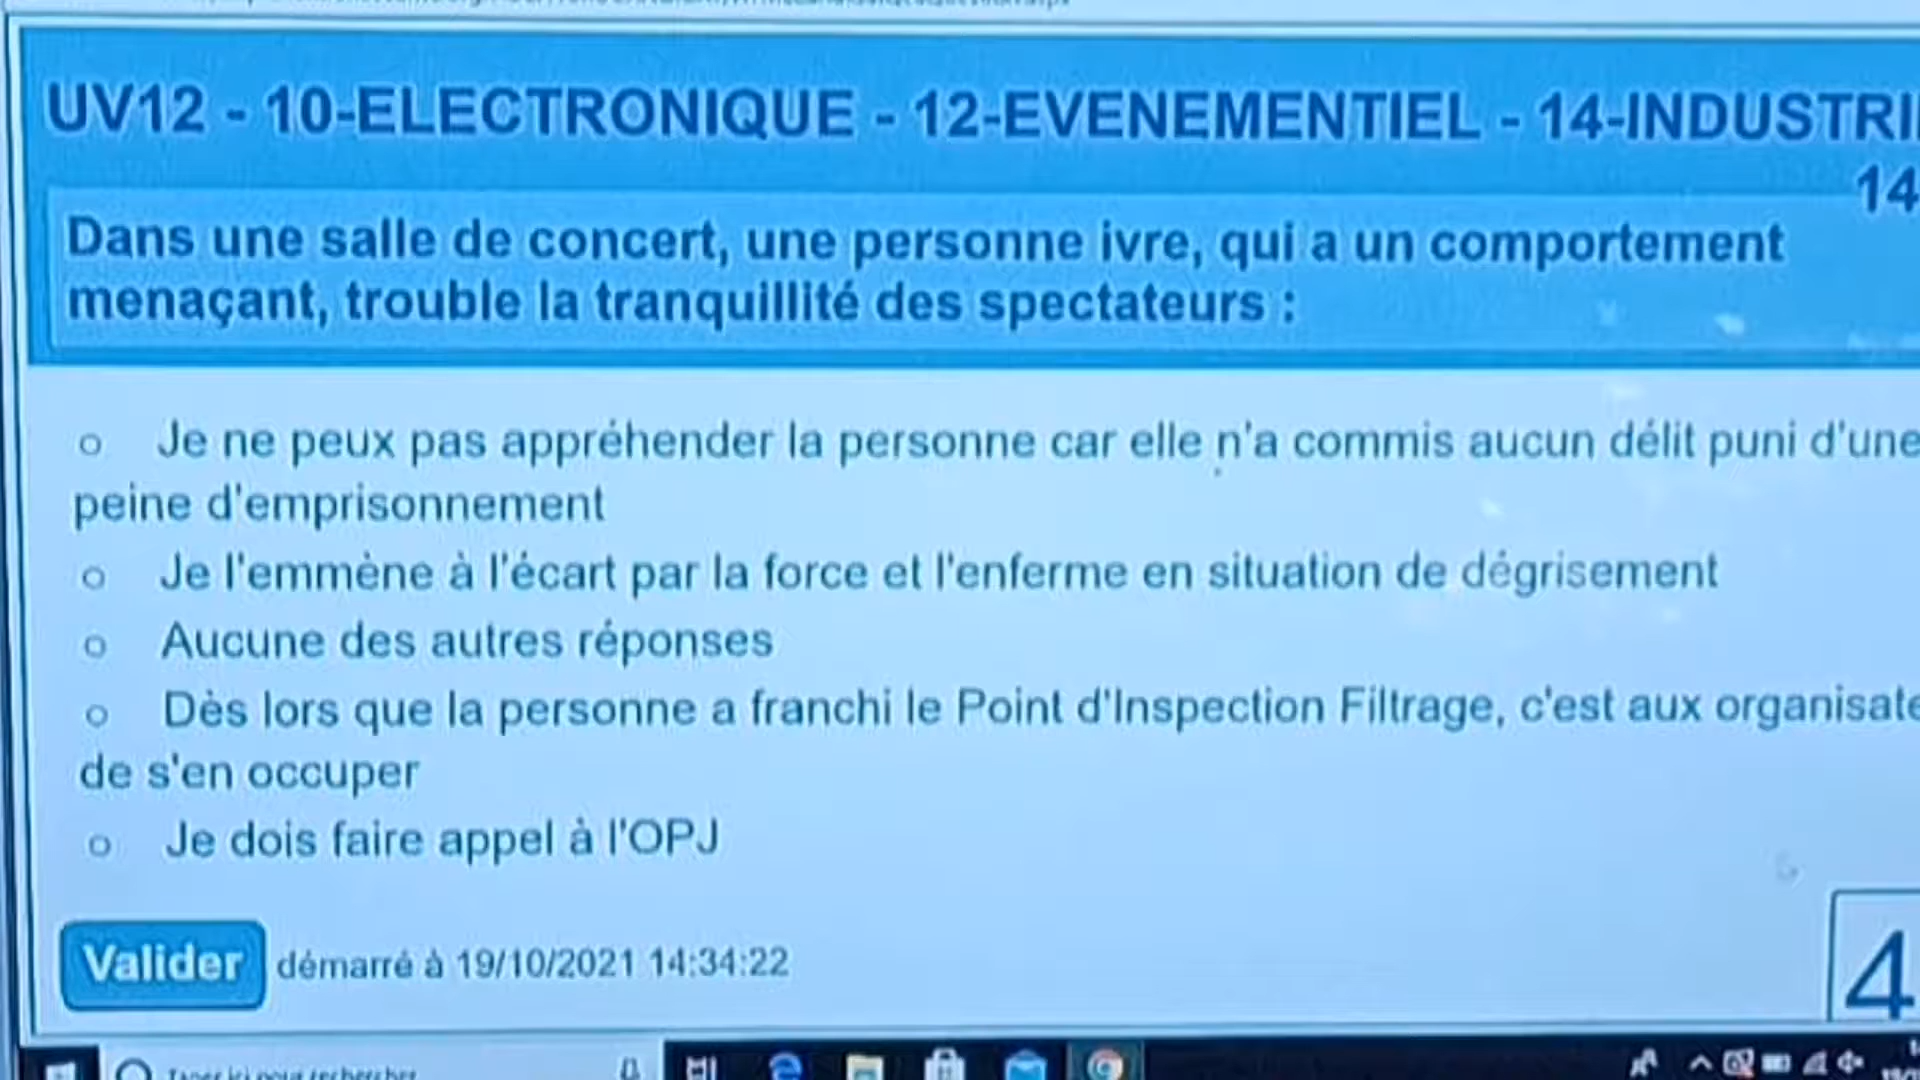 UV12 - 10-ELECTRONIQUE - 12-EVENEMENTIEL - 14-INDUSTRI
14
Dans une salle de concert, une personne ivre, qui a un comportement
menaçant, trouble la tranquillité des spectateurs :
Je ne peux pas appréhender la personne car elle n'a commis aucun délit puni d'une
peine d'emprisonnement
Je l'emmène à l'écart par la force et l'enferme en situation de dégrisement
Aucune des autres réponses
Dès lors que la personne a franchi le Point d'Inspection Filtrage, c'est aux organisate
de s'en occuper
Je dois faire appel à l'OPJ
Valider démarré à 19/10/2021 14:34:22
4
Taper ici pour rechercher